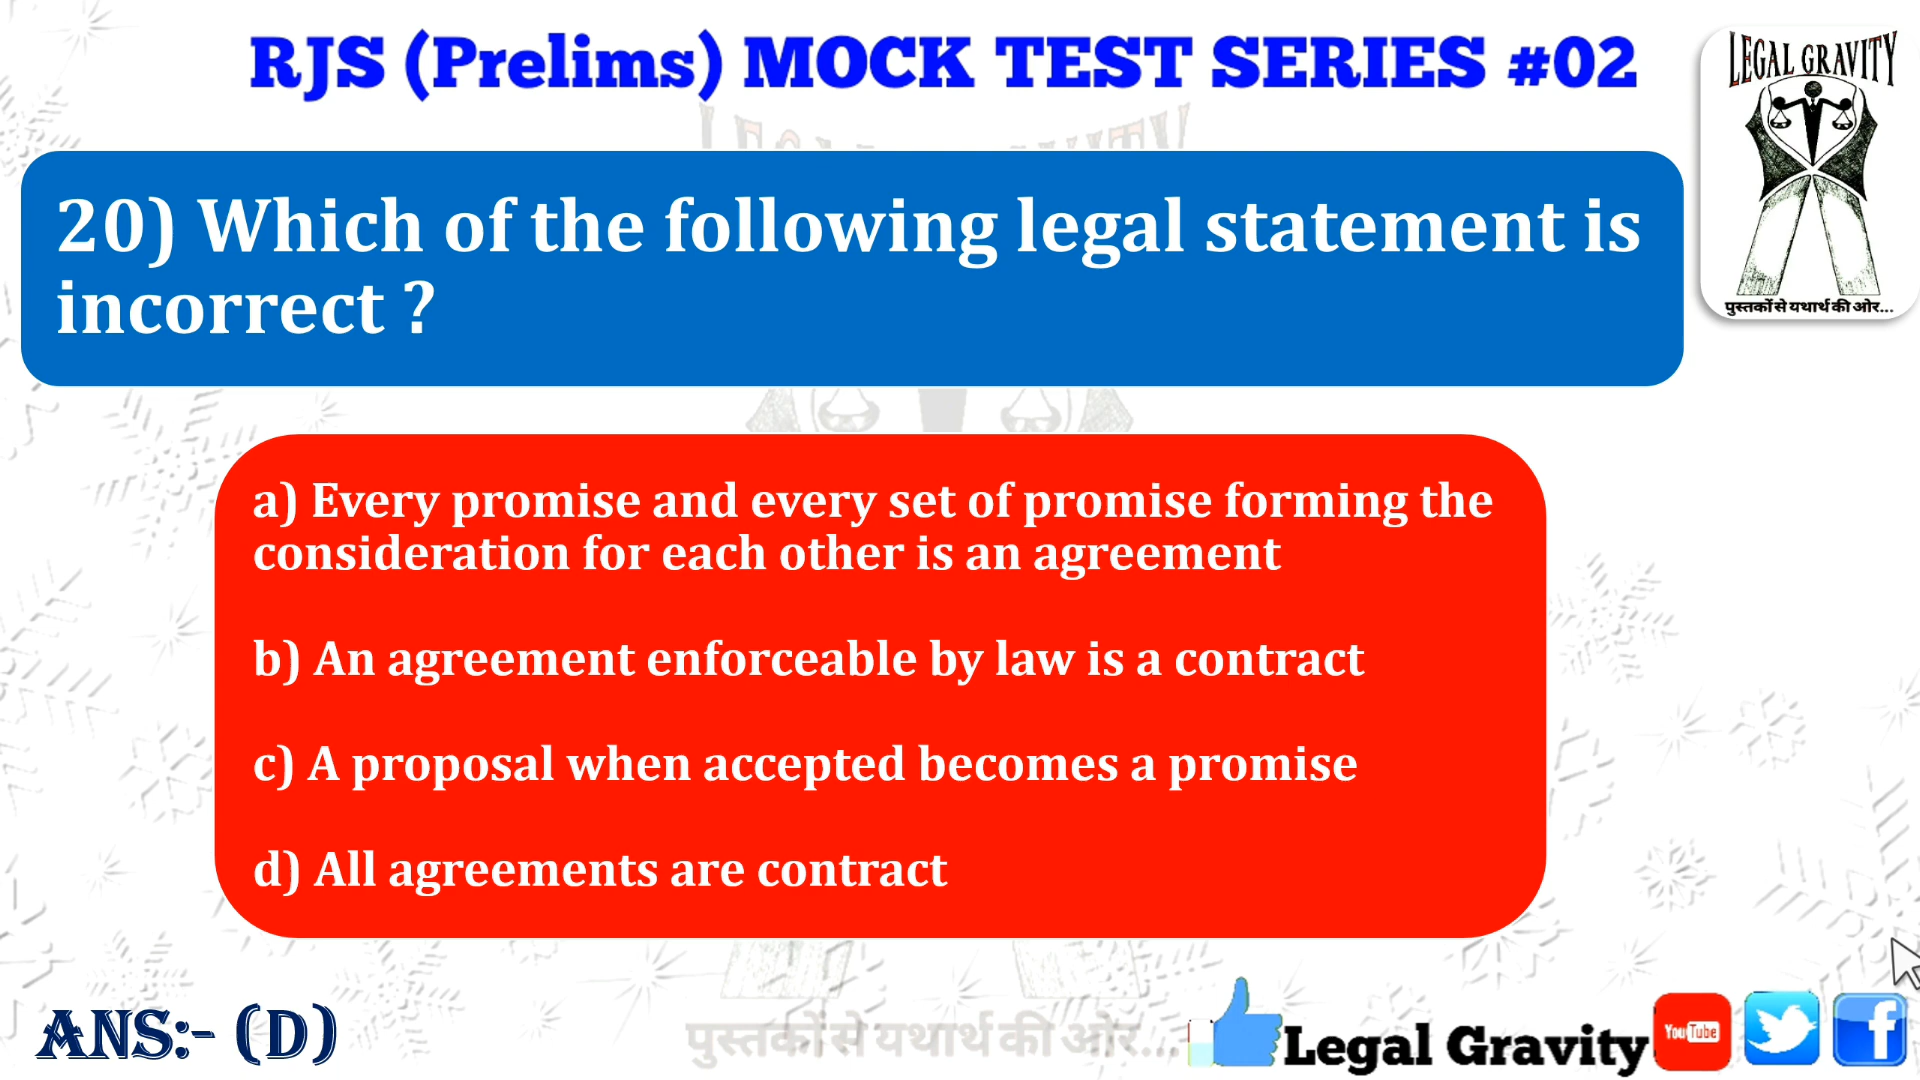 RJS (Prelims) MOCK TEST SERIES #02
LEGAL GRAVITY
पुस्तकों से यथार्थ की ओर...
20) Which of the following legal statement is
incorrect ?
a) Every promise and every set of promise forming the
consideration for each other is an agreement
b) An agreement enforceable by law is a contract
c) A proposal when accepted becomes a promise
d) All agreements are contract
ANS:- (D)
पुस्तकों से यथार्थ की ओर...
Legal Gravity
YouTube